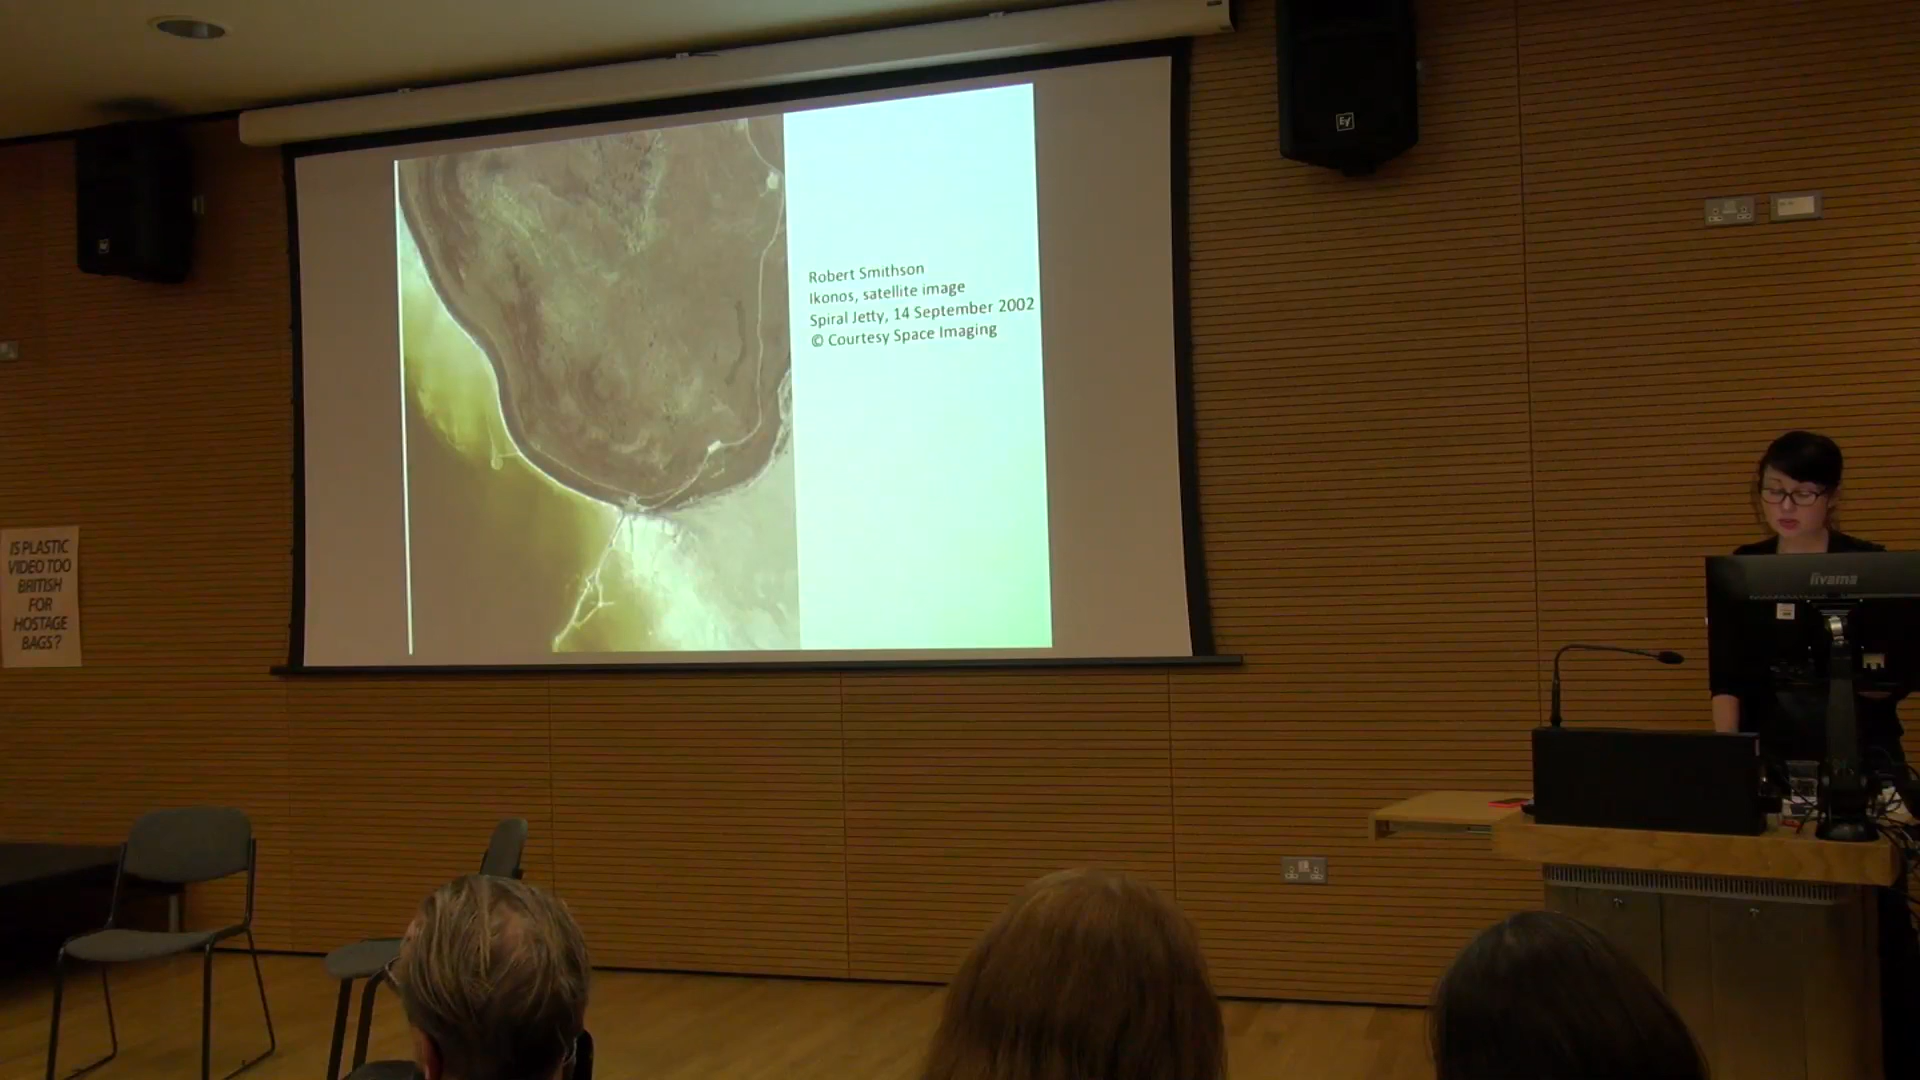 Robert Smithson
Ikonos, satellite image
Spiral Jetty, 14 September 2002
© Courtesy Space Imaging
IS PLASTIC
VIDEO TOO
BRITISH
FOR
HOSTAGE
BAGS?
iiyama
EV